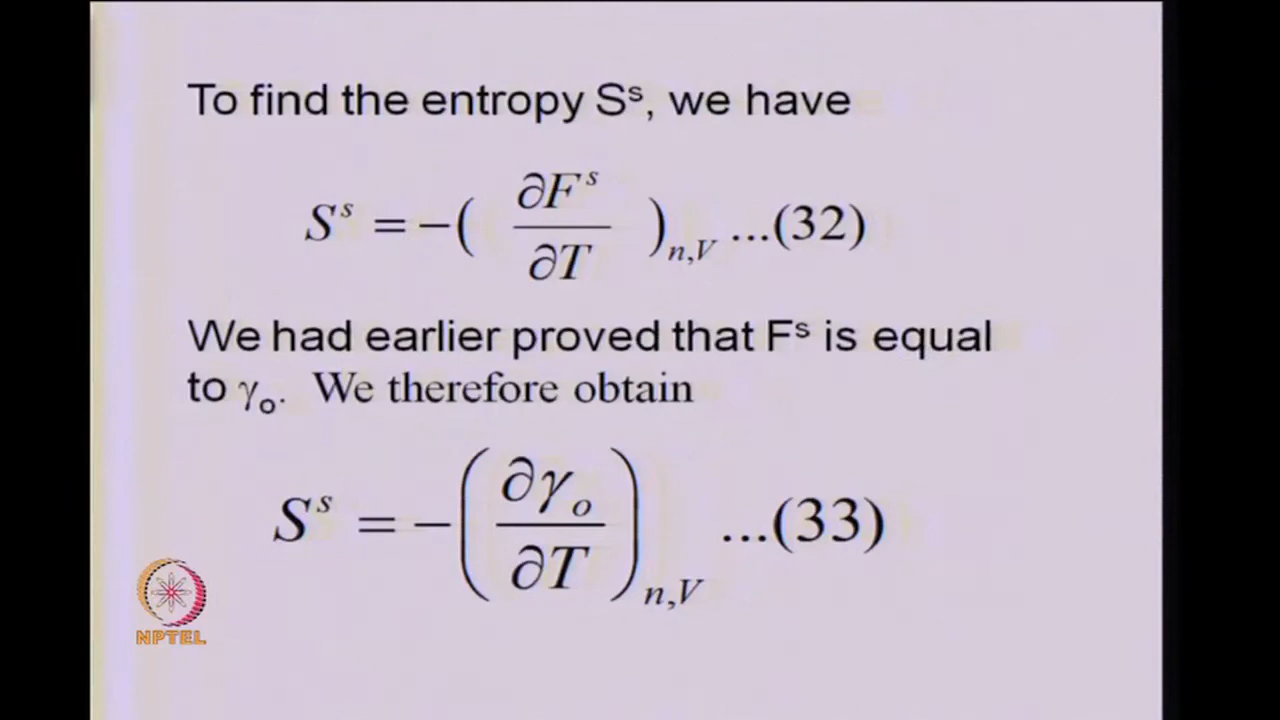 To find the entropy Sˢ, we have
Sˢ = −( ∂Fˢ / ∂T )n,V ...(32)
We had earlier proved that Fˢ is equal
to γₒ. We therefore obtain
Sˢ = −( ∂γₒ / ∂T )n,V ...(33)
NPTEL